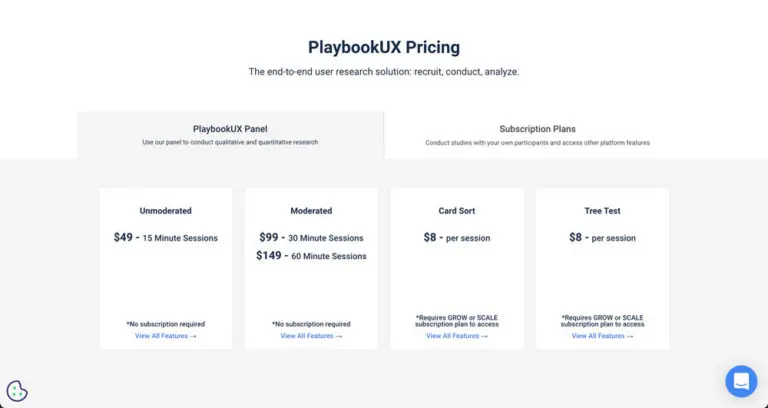 PlaybookUX Pricing
The end-to-end user research solution: recruit, conduct, analyze.
PlaybookUX Panel
Use our panel to conduct qualitative and quantitative research
Subscription Plans
Conduct studies with your own participants and access other platform features
Unmoderated
$49 - 15 Minute Sessions
*No subscription required
View All Features →
Moderated
$99 - 30 Minute Sessions
$149 - 60 Minute Sessions
*No subscription required
View All Features →
Card Sort
$8 - per session
*Requires GROW or SCALE
subscription plan to access
View All Features →
Tree Test
$8 - per session
*Requires GROW or SCALE
subscription plan to access
View All Features →